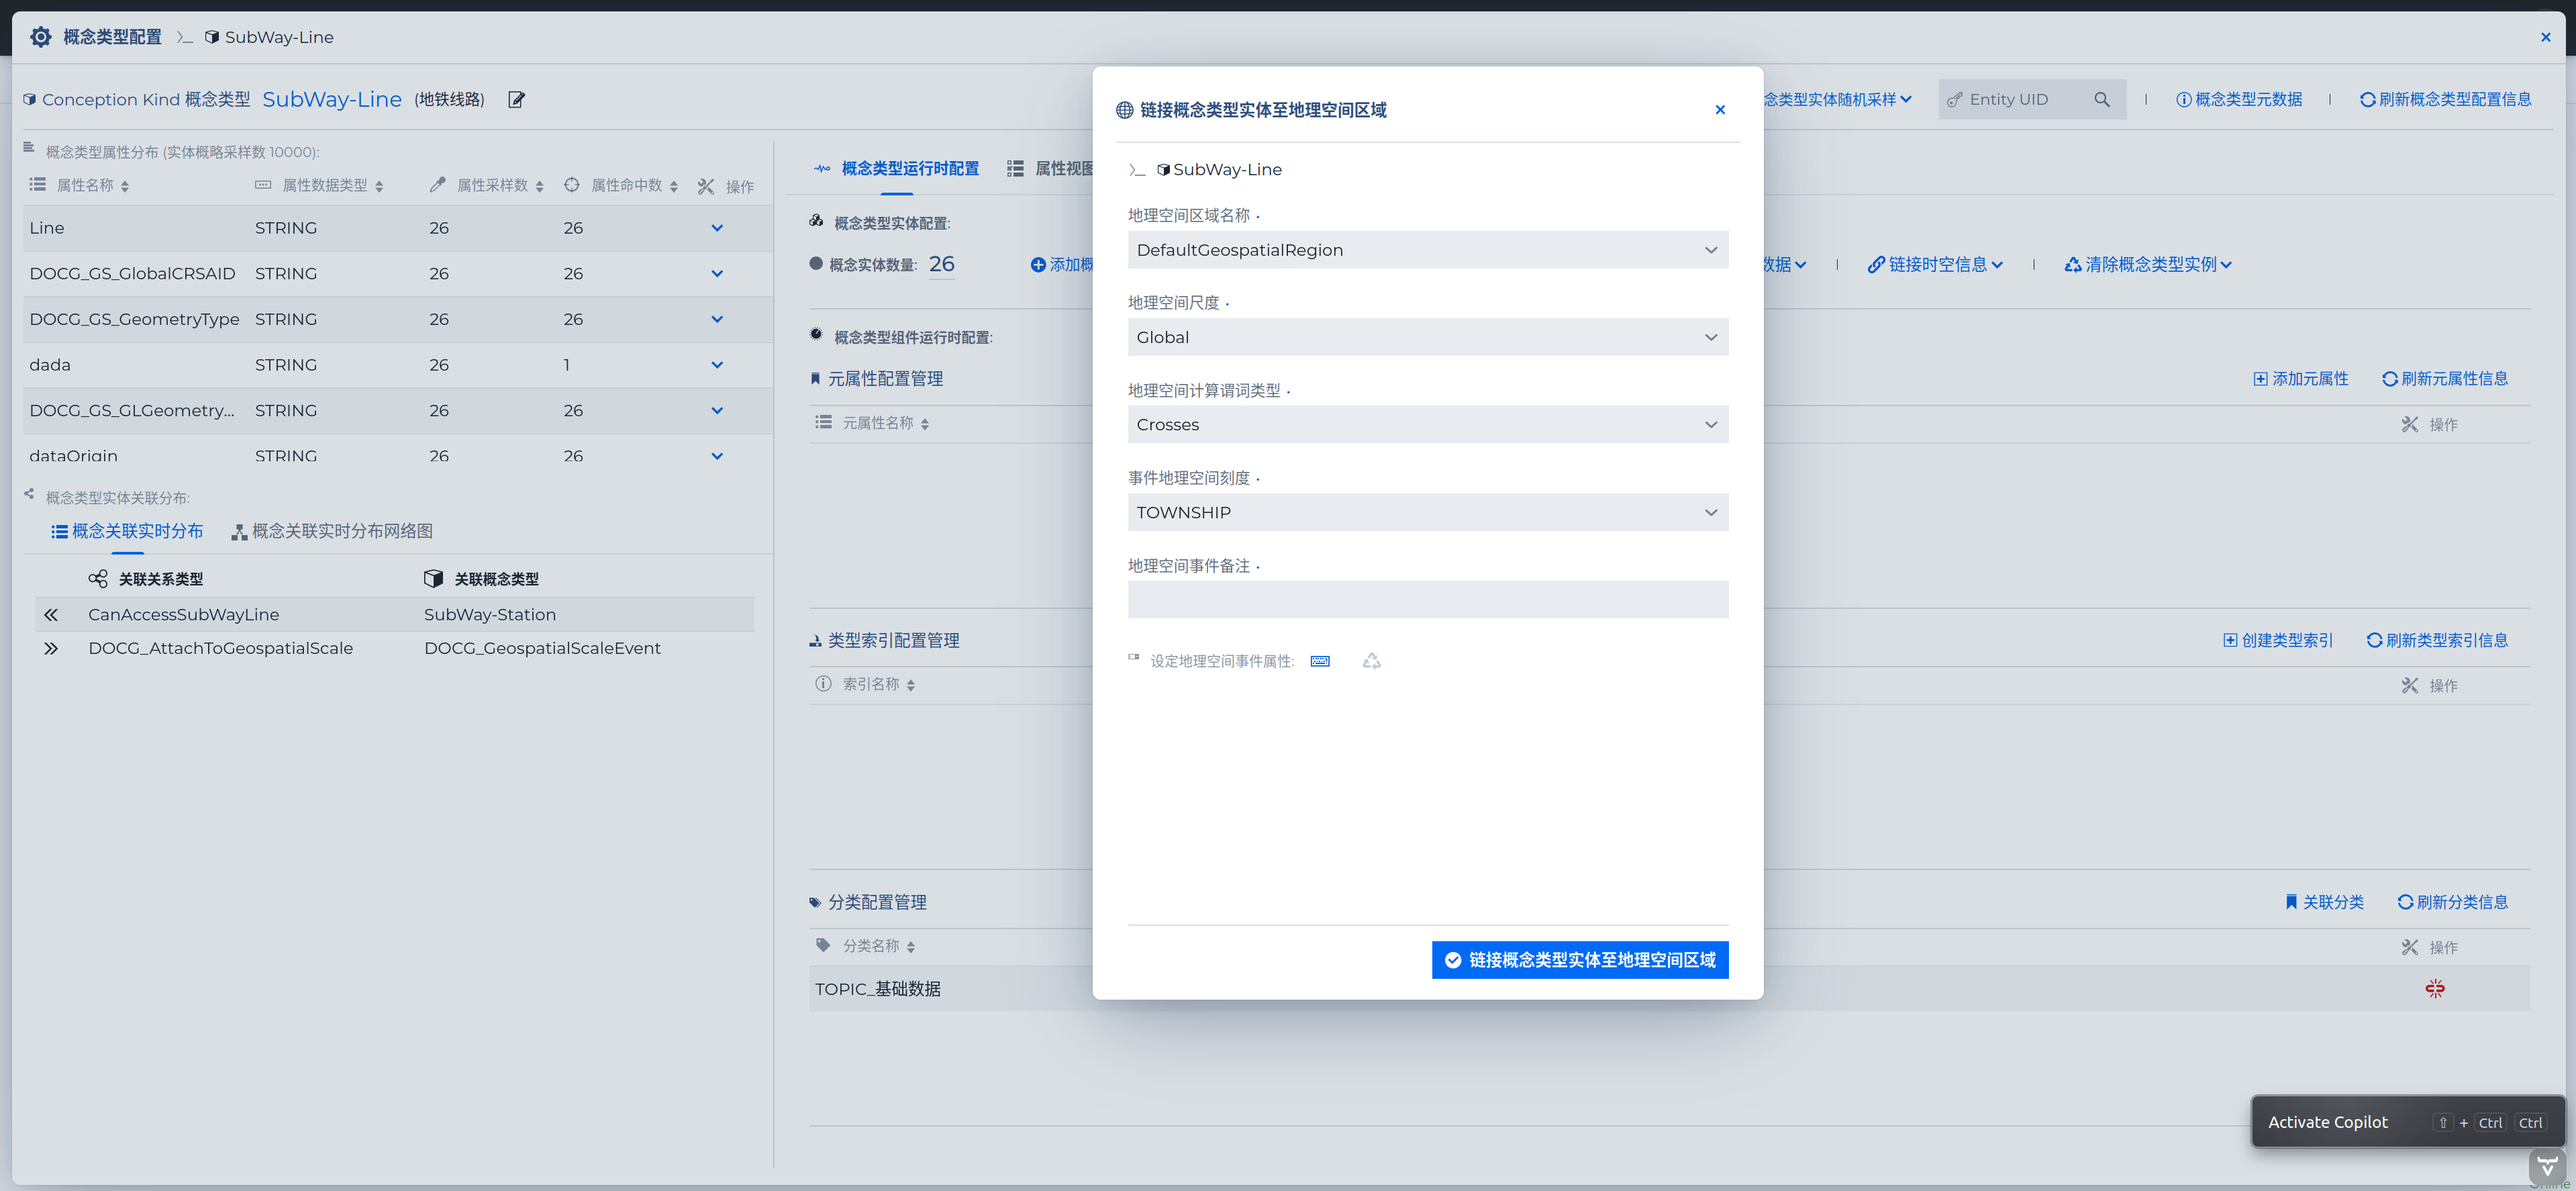 概念类型配置 SubWay-Line
Conception Kind 概念类型 SubWay-Line (地铁线路)
念类型实体随机采样 Entity UID 概念类型元数据 刷新概念类型配置信息
概念类型属性分布 (实体概略采样数 10000):
属性名称 属性数据类型 属性采样数 属性命中数 操作
Line STRING 26 26
DOCG_GS_GlobalCRSAID STRING 26 26
DOCG_GS_GeometryType STRING 26 26
dada STRING 26 1
DOCG_GS_GLGeometry... STRING 26 26
dataOrigin STRING 26 26
概念类型实体关联分布:
概念关联实时分布 概念关联实时分布网络图
关联关系类型 关联概念类型
CanAccessSubWayLine SubWay-Station
DOCG_AttachToGeospatialScale DOCG_GeospatialScaleEvent
概念类型运行时配置 属性视图
概念类型实体配置:
概念实体数量: 26 添加概
数据 链接时空信息 清除概念类型实例
概念类型组件运行时配置:
元属性配置管理 添加元属性 刷新元属性信息
元属性名称 操作
类型索引配置管理 创建类型索引 刷新类型索引信息
索引名称 操作
分类配置管理 关联分类 刷新分类信息
分类名称 操作
TOPIC_基础数据
链接概念类型实体至地理空间区域
SubWay-Line
地理空间区域名称
DefaultGeospatialRegion
地理空间尺度
Global
地理空间计算谓词类型
Crosses
事件地理空间刻度
TOWNSHIP
地理空间事件备注
设定地理空间事件属性:
链接概念类型实体至地理空间区域
Activate Copilot ⇧ + Ctrl Ctrl